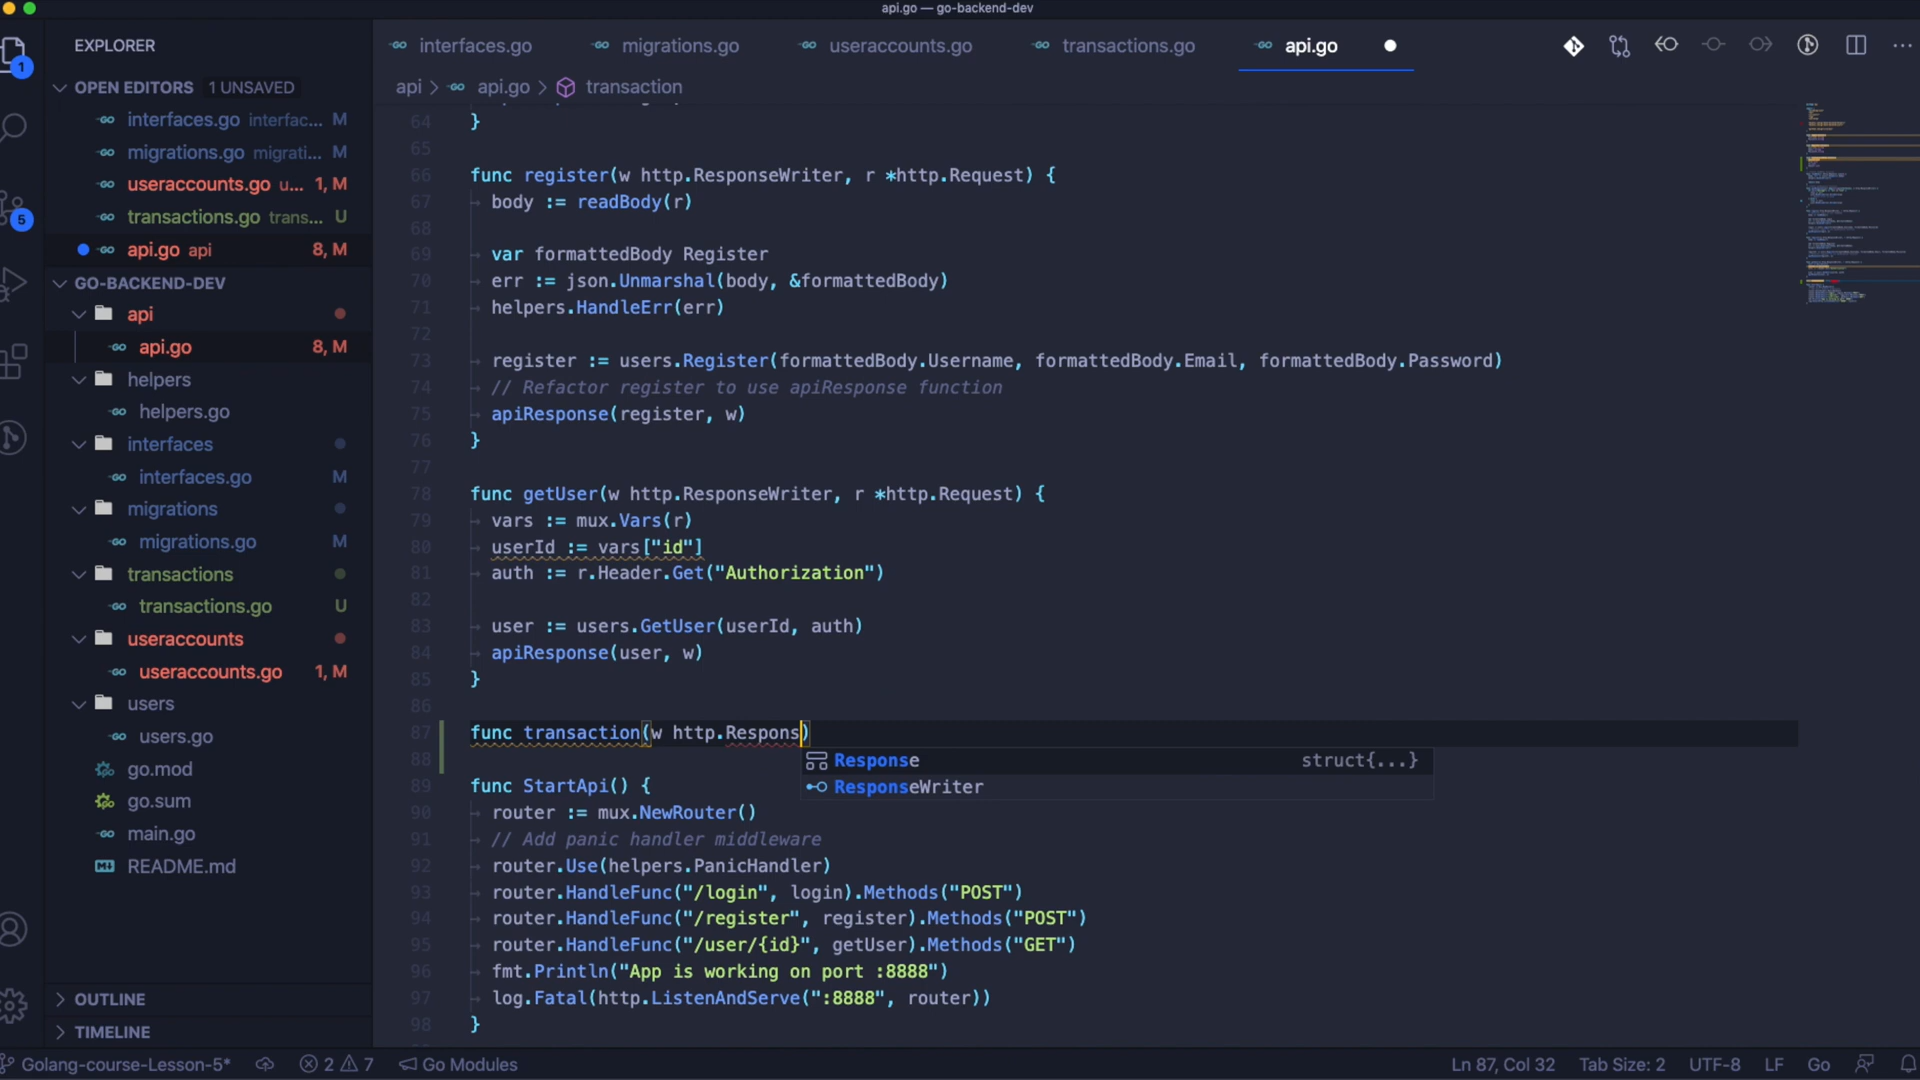 api.go — go-backend-dev
EXPLORER
OPEN EDITORS 1 UNSAVED
interfaces.go interfac... M
migrations.go migrati... M
useraccounts.go u... 1, M
transactions.go trans... U
api.go api 8, M
GO-BACKEND-DEV
api
api.go 8, M
helpers
helpers.go
interfaces
interfaces.go M
migrations
migrations.go M
transactions
transactions.go U
useraccounts
useraccounts.go 1, M
users
users.go
go.mod
go.sum
main.go
README.md
OUTLINE
TIMELINE
1
5
interfaces.go migrations.go useraccounts.go transactions.go api.go
api > api.go > transaction
64 }
65
66 func register(w http.ResponseWriter, r *http.Request) {
67 body := readBody(r)
68
69 var formattedBody Register
70 err := json.Unmarshal(body, &formattedBody)
71 helpers.HandleErr(err)
72
73 register := users.Register(formattedBody.Username, formattedBody.Email, formattedBody.Password)
74 // Refactor register to use apiResponse function
75 apiResponse(register, w)
76 }
77
78 func getUser(w http.ResponseWriter, r *http.Request) {
79 vars := mux.Vars(r)
80 userId := vars["id"]
81 auth := r.Header.Get("Authorization")
82
83 user := users.GetUser(userId, auth)
84 apiResponse(user, w)
85 }
86
87 func transaction(w http.Respons)
88
Response struct{...}
ResponseWriter
89 func StartApi() {
90 router := mux.NewRouter()
91 // Add panic handler middleware
92 router.Use(helpers.PanicHandler)
93 router.HandleFunc("/login", login).Methods("POST")
94 router.HandleFunc("/register", register).Methods("POST")
95 router.HandleFunc("/user/{id}", getUser).Methods("GET")
96 fmt.Println("App is working on port :8888")
97 log.Fatal(http.ListenAndServe(":8888", router))
98 }
Golang-course-Lesson-5* 2 7 Go Modules Ln 87, Col 32 Tab Size: 2 UTF-8 LF Go